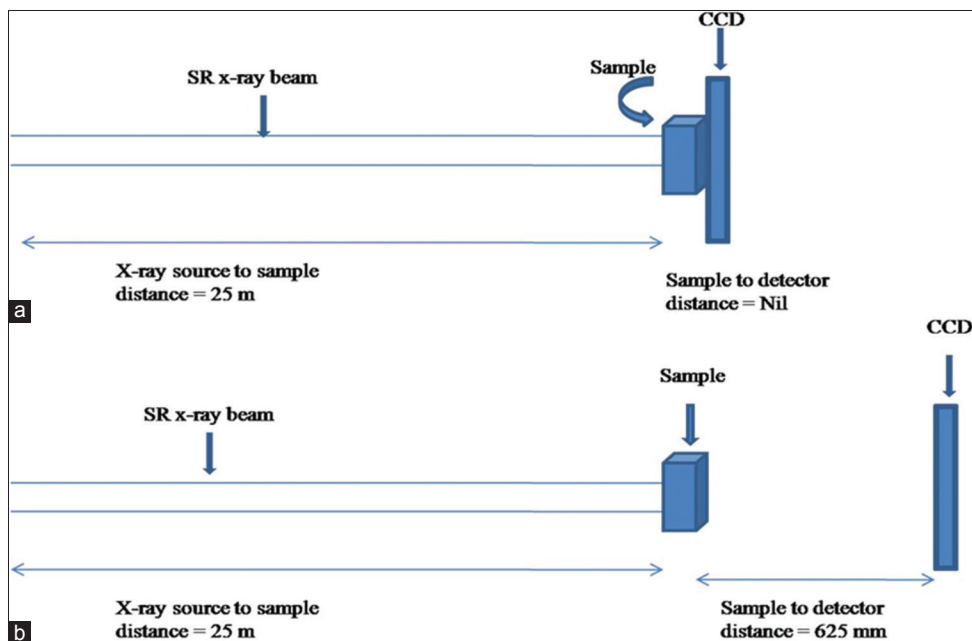 CCD
Sample
SR x-ray beam
X-ray source to sample
distance = 25 m
Sample to detector
distance = Nil
a
CCD
Sample
SR x-ray beam
X-ray source to sample
distance = 25 m
Sample to detector
distance = 625 mm
b